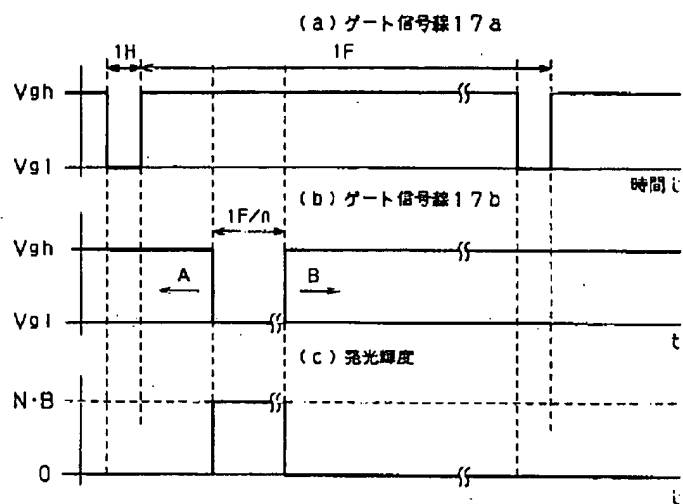 (a)ゲート信号線17a
1H
1F
Vgh
Vgl
時間t
(b)ゲート信号線17b
1F/n
Vgh
A
B
Vgl
t
(c)発光輝度
N・B
0
t